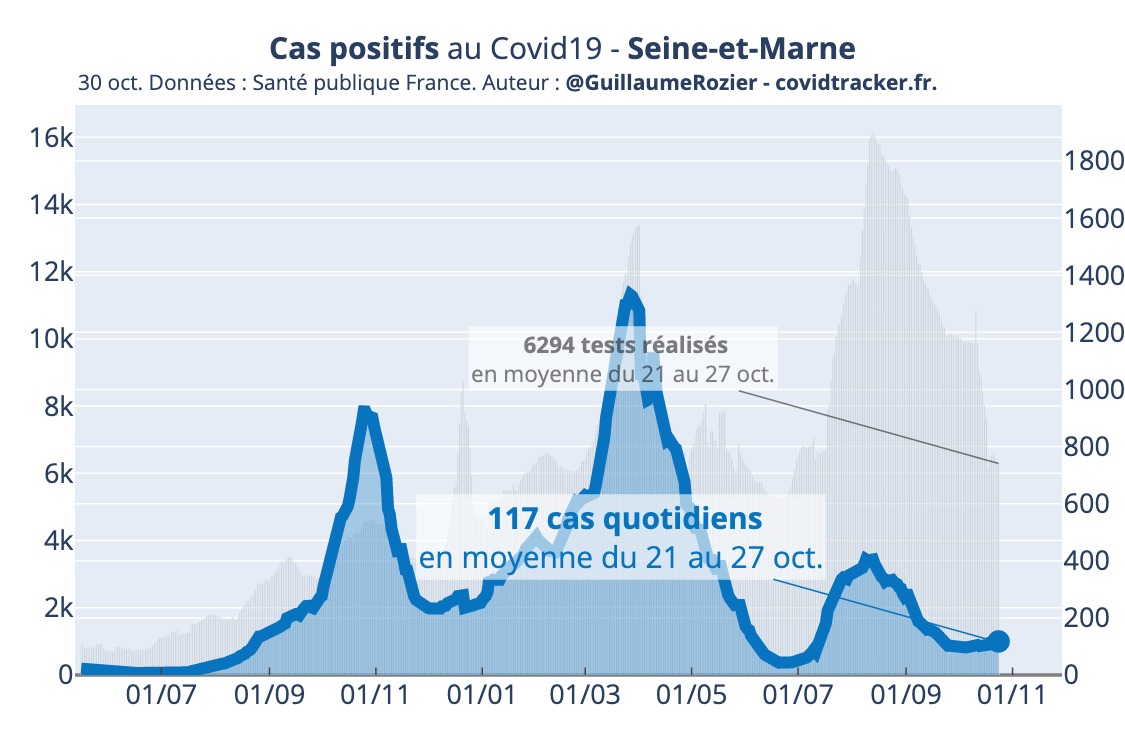 Cas positifs au Covid19 - Seine-et-Marne
30 oct. Données : Santé publique France. Auteur : @GuillaumeRozier - covidtracker.fr.
16k
14k
12k
10k
8k
6k
4k
2k
0
1800
1600
1400
1200
1000
800
600
400
200
0
6294 tests réalisés
en moyenne du 21 au 27 oct.
117 cas quotidiens
en moyenne du 21 au 27 oct.
01/07 01/09 01/11 01/01 01/03 01/05 01/07 01/09 01/11